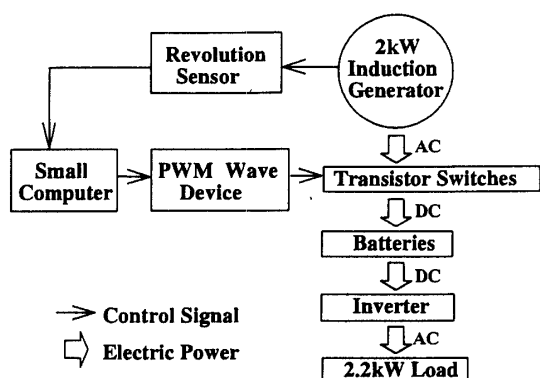 Revolution
Sensor
2kW
Induction
Generator
AC
Small
Computer
PWM Wave
Device
Transistor Switches
DC
Batteries
DC
Inverter
AC
2.2kW Load
Control Signal
Electric Power